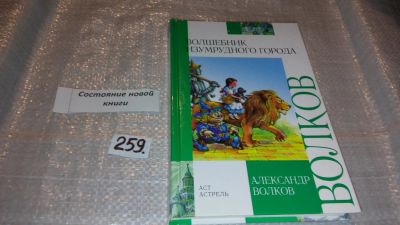 Состояние новой
книги
259.
ВОЛШЕБНИК
ИЗУМРУДНОГО ГОРОДА
ВОЛКОВ
АСТ
АСТРЕЛЬ
АЛЕКСАНДР
ВОЛКОВ